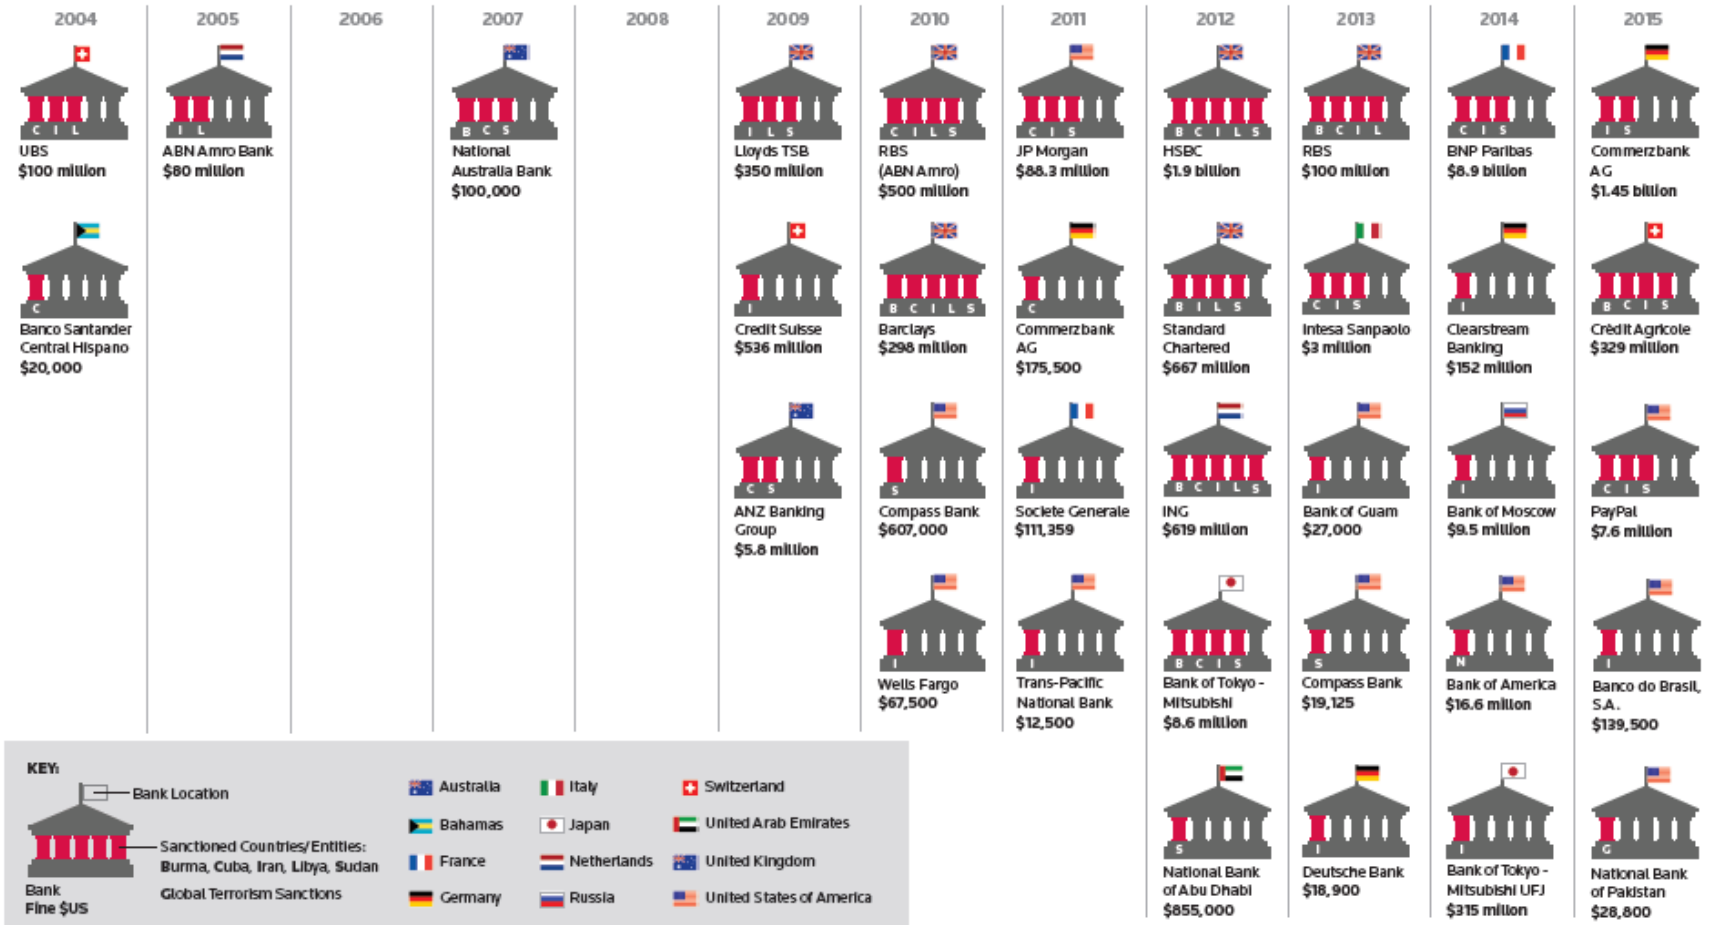 2004
2005
2006
2007
2008
2009
2010
2011
2012
2013
2014
2015
C I L
UBS
$100 million
C
Banco Santander
Central Hispano
$20,000
I L
ABN Amro Bank
$80 million
B C S
National
Australia Bank
$100,000
I L S
Lloyds TSB
$350 million
I
Credit Suisse
$536 million
C S
ANZ Banking
Group
$5.8 million
C I L S
RBS
(ABN Amro)
$500 million
B C I L S
Barclays
$298 million
S
Compass Bank
$607,000
I
Wells Fargo
$67,500
C I S
JP Morgan
$88.3 million
C
Commerzbank
AG
$175,500
I
Societe Generale
$111,359
I
Trans-Pacific
National Bank
$12,500
B C I L S
HSBC
$1.9 billion
B I L S
Standard
Chartered
$667 million
B C I L S
ING
$619 million
B C I S
Bank of Tokyo -
Mitsubishi
$8.6 million
S
National Bank
of Abu Dhabi
$855,000
B C I L
RBS
$100 million
C I S
Intesa Sanpaolo
$3 million
I
Bank of Guam
$27,000
S
Compass Bank
$19,125
I
Deutsche Bank
$18,900
C I S
BNP Paribas
$8.9 billion
I
Clearstream
Banking
$152 million
I
Bank of Moscow
$9.5 million
N
Bank of America
$16.6 millon
I
Bank of Tokyo -
Mitsubishi UFJ
$315 millon
I S
Commerzbank
AG
$1.45 billion
B C I S
Crèdit Agricole
$329 million
C I S
PayPal
$7.6 million
I
Banco do Brasil,
S.A.
$139,500
G
National Bank
of Pakistan
$28,800
KEY:
Bank Location
Sanctioned Countries/Entities:
Burma, Cuba, Iran, Libya, Sudan
Global Terrorism Sanctions
Bank
Fine $US
Australia
Bahamas
France
Germany
Italy
Japan
Netherlands
Russia
Switzerland
United Arab Emirates
United Kingdom
United States of America